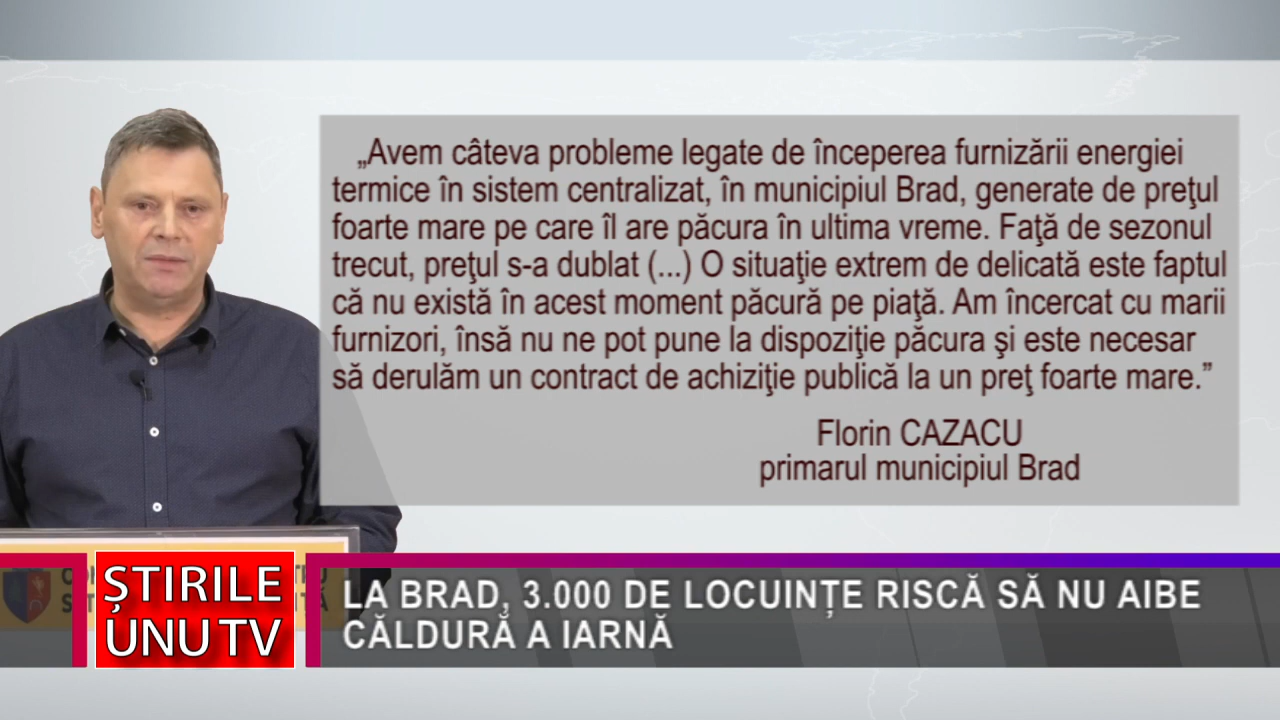 „Avem câteva probleme legate de începerea furnizării energiei
termice în sistem centralizat, în municipiul Brad, generate de preţul
foarte mare pe care îl are păcura în ultima vreme. Faţă de sezonul
trecut, preţul s-a dublat (...) O situaţie extrem de delicată este faptul
că nu există în acest moment păcură pe piaţă. Am încercat cu marii
furnizori, însă nu ne pot pune la dispoziţie păcura şi este necesar
să derulăm un contract de achiziţie publică la un preţ foarte mare.”
Florin CAZACU
primarul municipiul Brad
ȘTIRILE
UNU TV
LA BRAD, 3.000 DE LOCUINȚE RISCĂ SĂ NU AIBE
CĂLDURĂ A IARNĂ